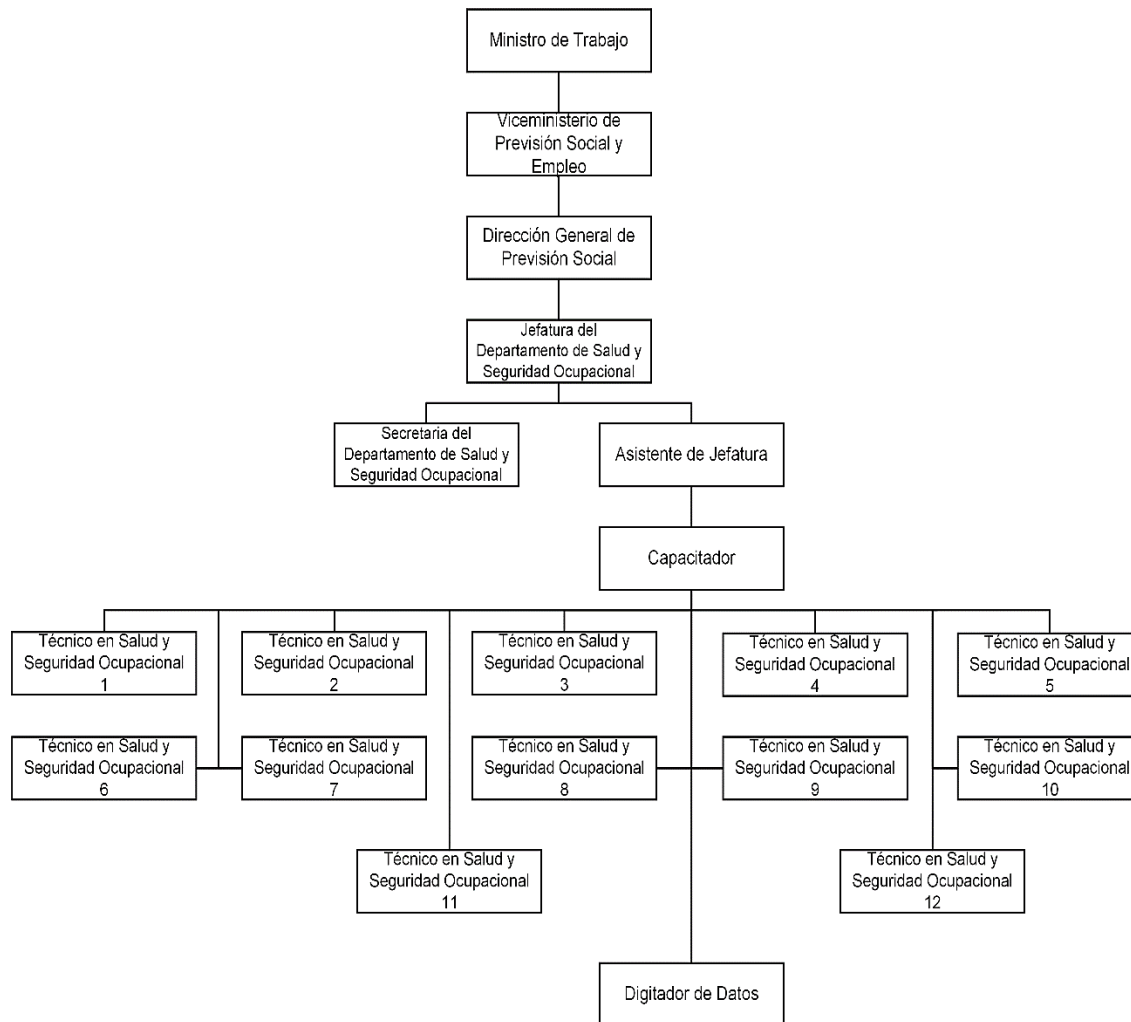 Ministro de Trabajo
Viceministerio de
Previsión Social y
Empleo
Dirección General de
Previsión Social
Jefatura del
Departamento de Salud y
Seguridad Ocupacional
Secretaria del
Departamento de Salud y
Seguridad Ocupacional
Asistente de Jefatura
Capacitador
Técnico en Salud y
Seguridad Ocupacional
1
Técnico en Salud y
Seguridad Ocupacional
2
Técnico en Salud y
Seguridad Ocupacional
3
Técnico en Salud y
Seguridad Ocupacional
4
Técnico en Salud y
Seguridad Ocupacional
5
Técnico en Salud y
Seguridad Ocupacional
6
Técnico en Salud y
Seguridad Ocupacional
7
Técnico en Salud y
Seguridad Ocupacional
8
Técnico en Salud y
Seguridad Ocupacional
9
Técnico en Salud y
Seguridad Ocupacional
10
Técnico en Salud y
Seguridad Ocupacional
11
Técnico en Salud y
Seguridad Ocupacional
12
Digitador de Datos